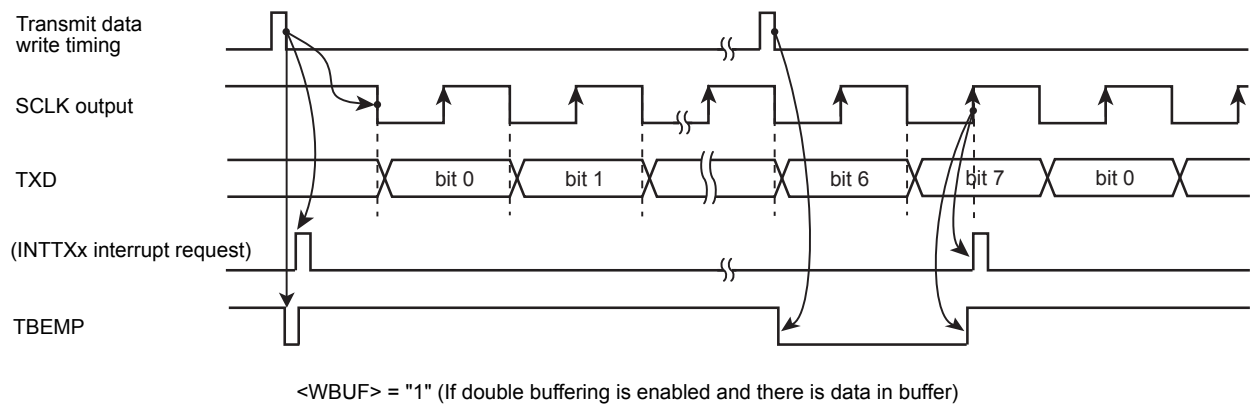 Transmit data
write timing
SCLK output
TXD
bit 0
bit 1
bit 6
bit 7
bit 0
(INTTXx interrupt request)
TBEMP
<WBUF> = "1" (If double buffering is enabled and there is data in buffer)